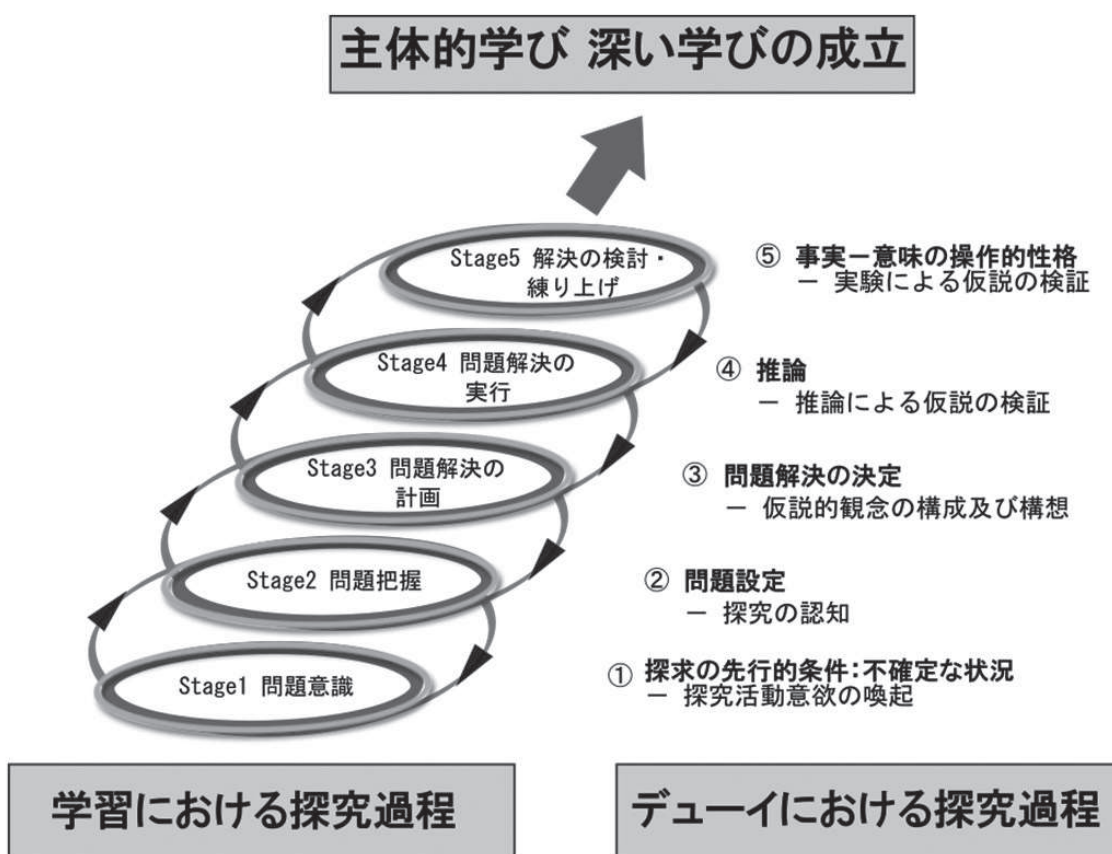 主体的学び 深い学びの成立
Stage5 解決の検討・
練り上げ
⑤ 事実ー意味の操作的性格
ー 実験による仮説の検証
Stage4 問題解決の
実行
④ 推論
ー 推論による仮説の検証
Stage3 問題解決の
計画
③ 問題解決の決定
ー 仮説的観念の構成及び構想
Stage2 問題把握
② 問題設定
ー 探究の認知
Stage1 問題意識
① 探求の先行的条件:不確定な状況
ー 探究活動意欲の喚起
学習における探究過程
デューイにおける探究過程